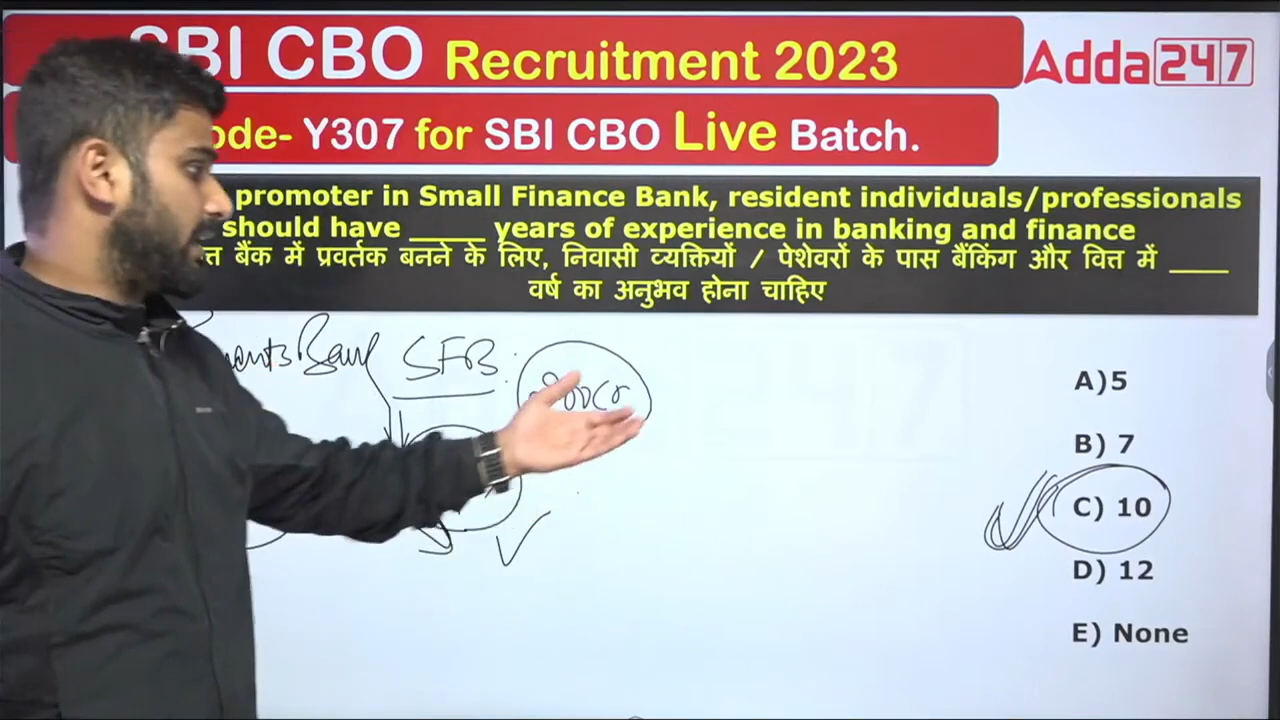 SBI CBO Recruitment 2023
Adda247
ode- Y307 for SBI CBO Live Batch.
promoter in Small Finance Bank, resident individuals/professionals
should have _____ years of experience in banking and finance
बैंक में प्रवर्तक बनने के लिए, निवासी व्यक्तियों / पेशेवरों के पास बैंकिंग और वित्त में ____
वर्ष का अनुभव होना चाहिए
Bank SFB:
A)5
B) 7
C) 10
D) 12
E) None